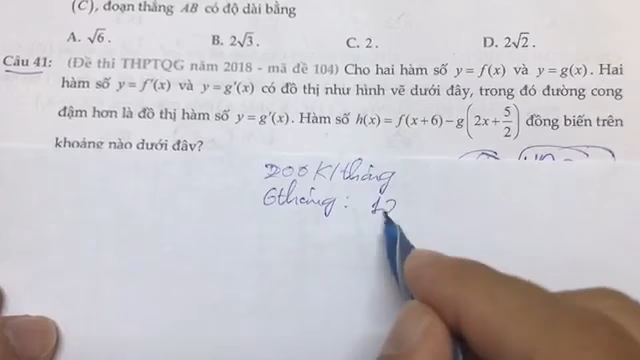 (C), đoạn thẳng AB có độ dài bằng
A. √6. B. 2√3. C. 2. D. 2√2.
Câu 41: (Đề thi THPTQG năm 2018 - mã đề 104) Cho hai hàm số y = f(x) và y = g(x). Hai
hàm số y = f'(x) và y = g'(x) có đồ thị như hình vẽ dưới đây, trong đó đường cong
đậm hơn là đồ thị hàm số y = g'(x). Hàm số h(x) = f(x+6) − g(2x + 5/2) đồng biến trên
khoảng nào dưới đây?
200K/tháng
6tháng: 12